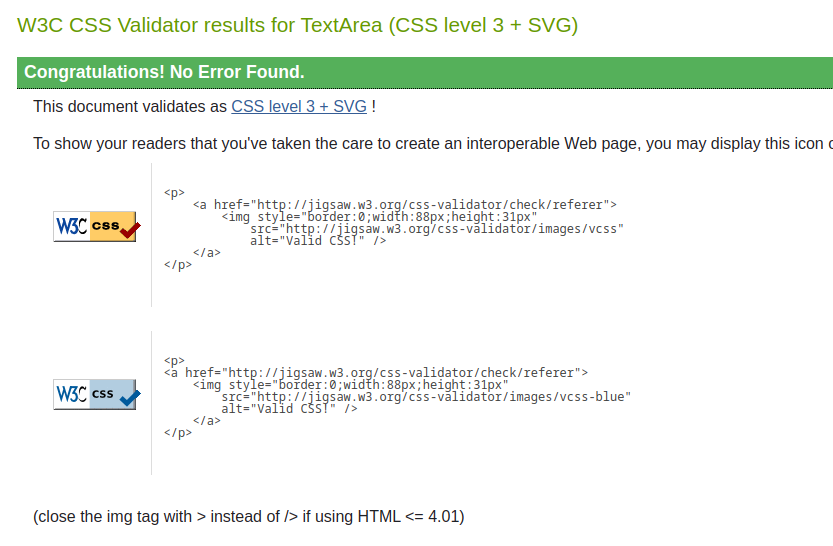 W3C CSS Validator results for TextArea (CSS level 3 + SVG)
Congratulations! No Error Found.
This document validates as CSS level 3 + SVG !
To show your readers that you've taken the care to create an interoperable Web page, you may display this icon o
<p>
<a href="http://jigsaw.w3.org/css-validator/check/referer">
<img style="border:0;width:88px;height:31px"
W3C css
src="http://jigsaw.w3.org/css-validator/images/vcss"
alt="Valid CSS!" />
</a>
</p>
<p>
<a href="http://jigsaw.w3.org/css-validator/check/referer">
<img style="border:0;width:88px;height:31px"
W3C css
src="http://jigsaw.w3.org/css-validator/images/vcss-blue"
alt="Valid CSS!" />
</a>
</p>
(close the img tag with > instead of /> if using HTML <= 4.01)